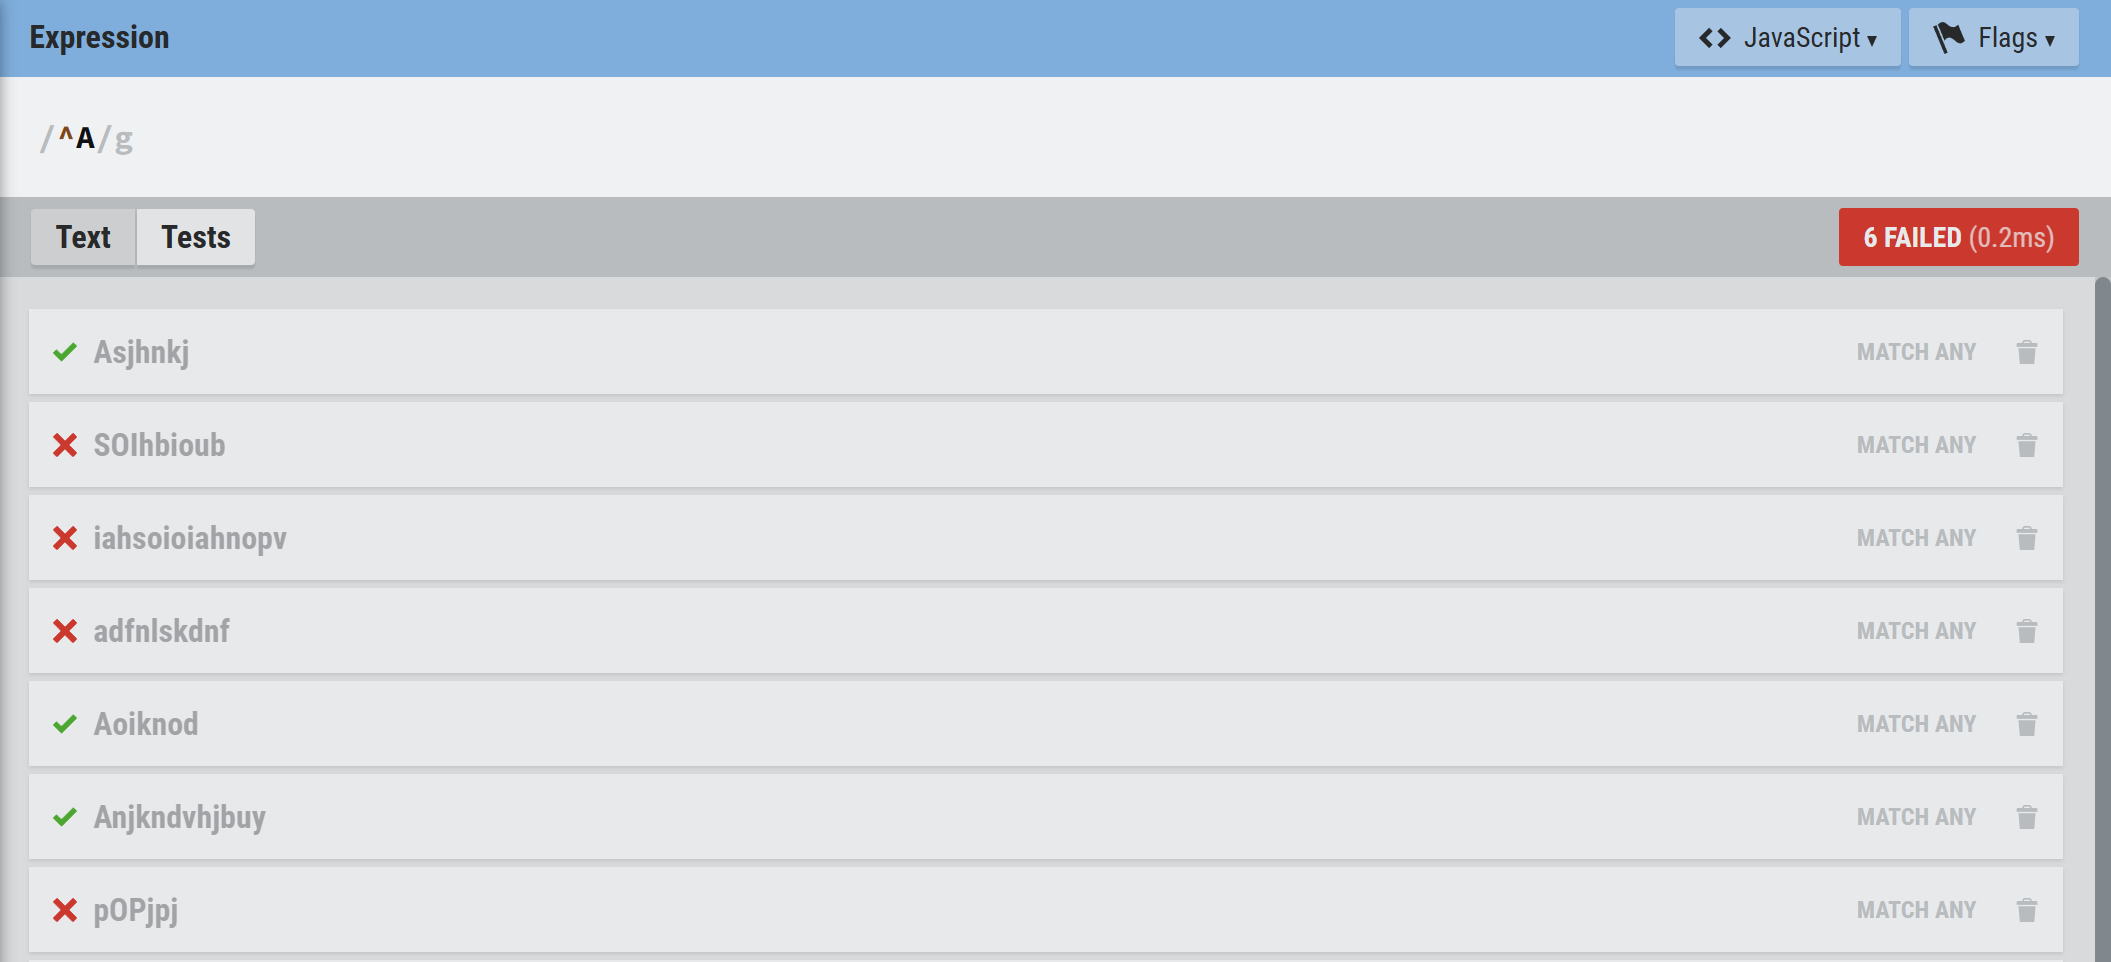 Expression
<> JavaScript ▾
Flags ▾
/^A/g
Text
Tests
6 FAILED (0.2ms)
Asjhnkj MATCH ANY
SOIhbioub MATCH ANY
iahsoioiahnopv MATCH ANY
adfnlskdnf MATCH ANY
Aoiknod MATCH ANY
Anjkndvhjbuy MATCH ANY
pOPjpj MATCH ANY